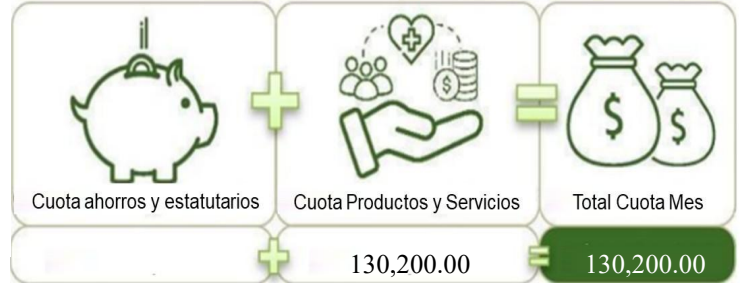 Cuota ahorros y estatutarios
Cuota Productos y Servicios
Total Cuota Mes
+ 130,200.00 = 130,200.00